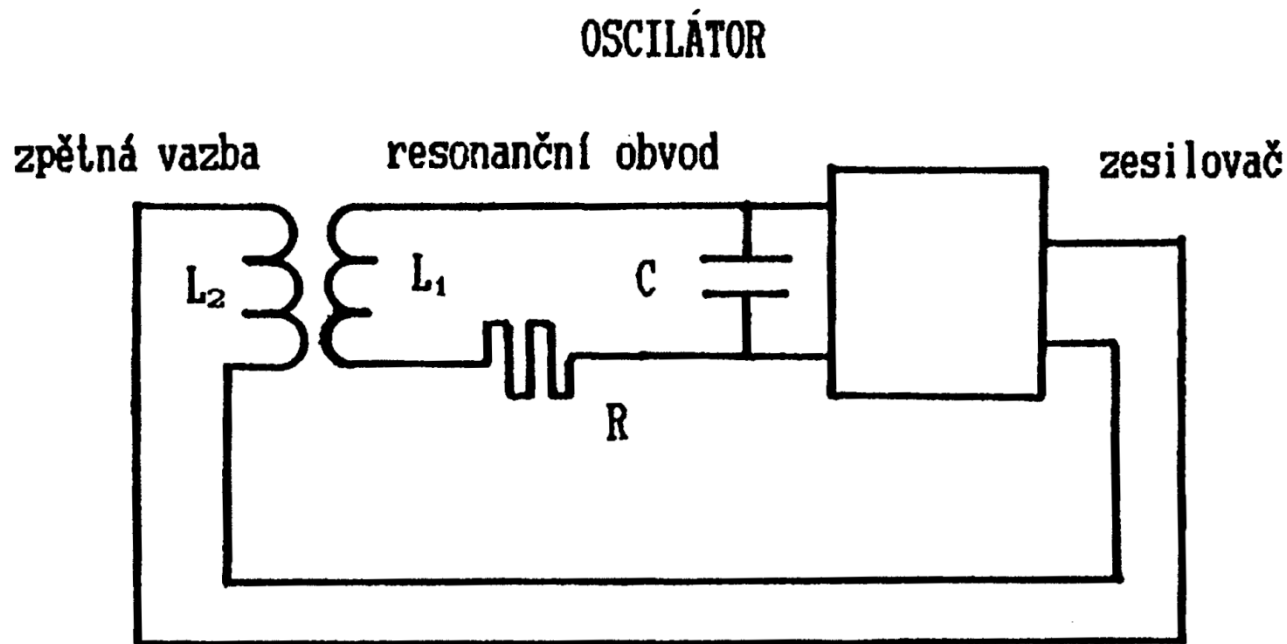 OSCILÁTOR
zpětná vazba resonanční obvod zesilovač
L₂ L₁ C
R